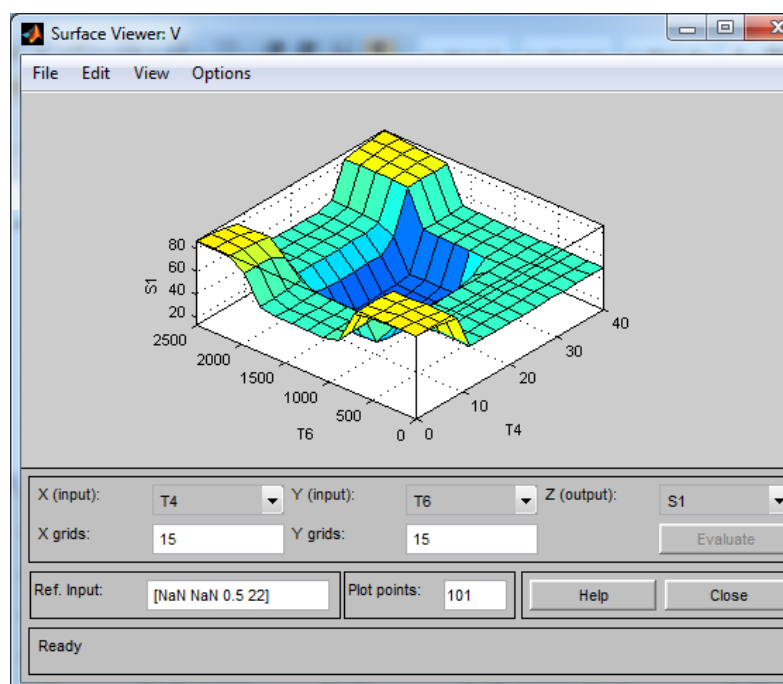 Surface Viewer: V
File Edit View Options
S1
80
60
40
20
2500
2000
1500
1000
500
0
T6
0
10
20
30
40
T4
X (input): T4 Y (input): T6 Z (output): S1
X grids: 15 Y grids: 15 Evaluate
Ref. Input: [NaN NaN 0.5 22] Plot points: 101 Help Close
Ready